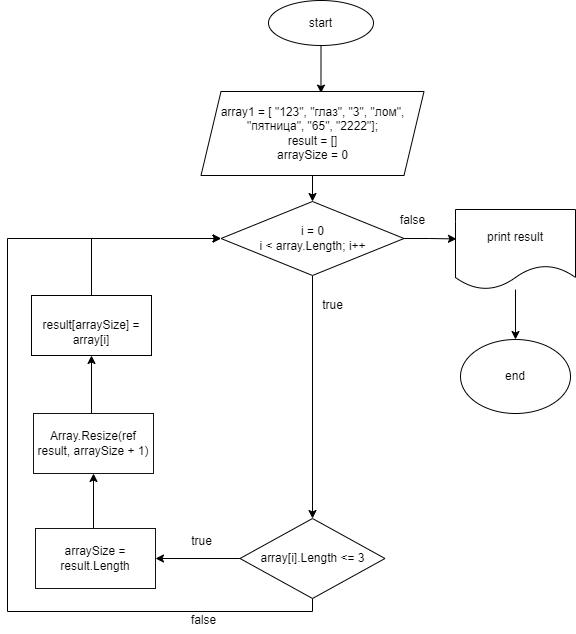 start
array1 = [ "123", "глаз", "3", "лом",
"пятница", "65", "2222"];
result = []
arraySize = 0
i = 0
i < array.Length; i++
false
print result
true
end
result[arraySize] =
array[i]
Array.Resize(ref
result, arraySize + 1)
arraySize =
result.Length
true
array[i].Length <= 3
false